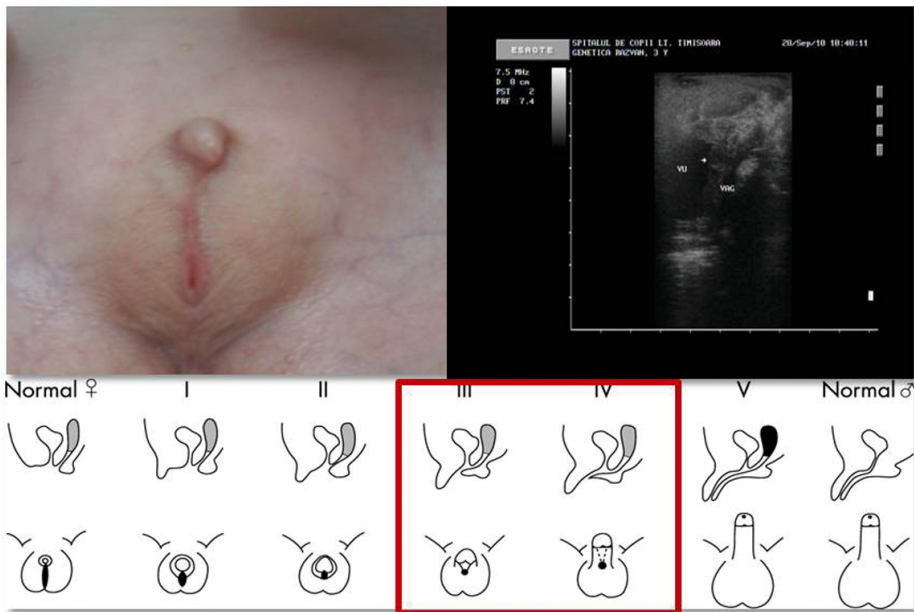 ESAOTE
SPITALUL DE COPII LT. TIMISOARA
GENETICA RAZVAN, 3 Y
28/Sep/10 10:40:11
7.5 MHz
D 8 cm
PST 2
PRF 7.4
VU
VAG
Normal ♀
I
II
III
IV
V
Normal ♂